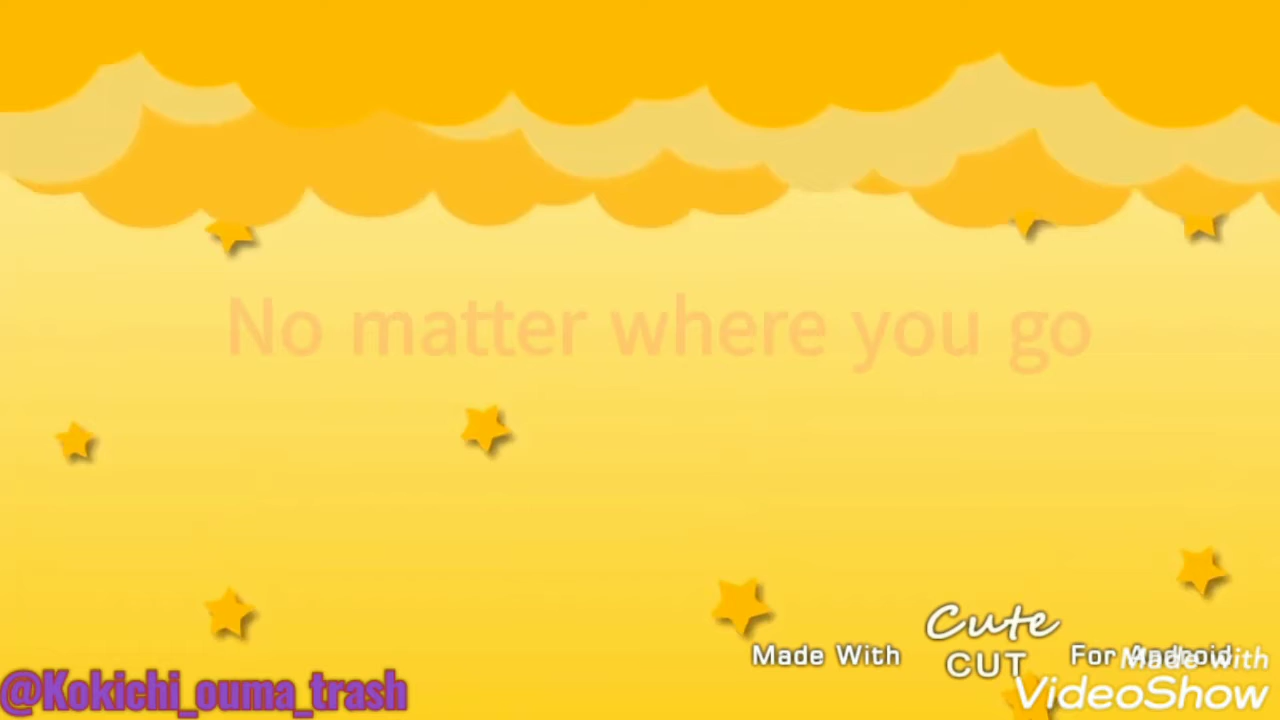 No matter where you go
Made With Cute CUT For Android
Made with
VideoShow
@Kokichi_ouma_trash